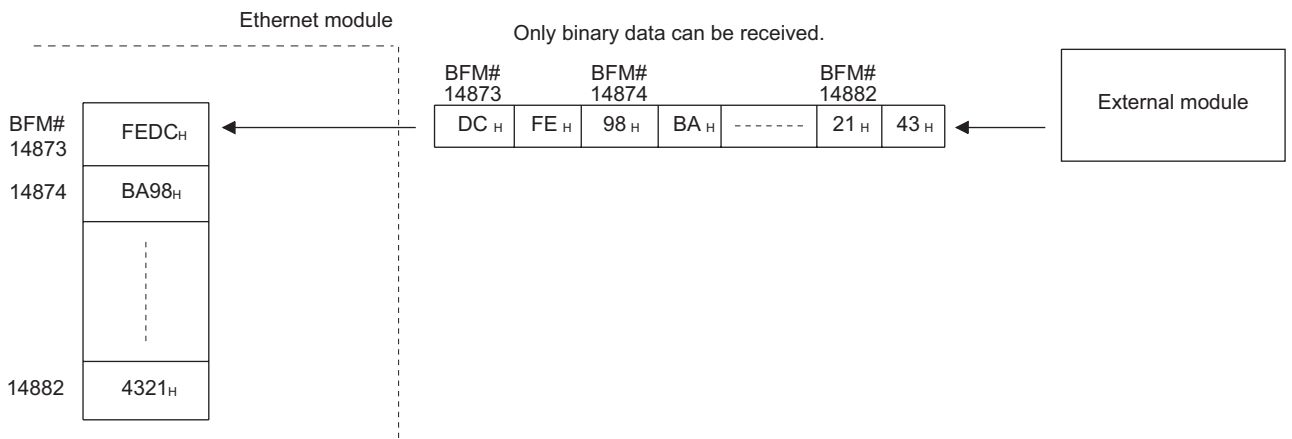 Ethernet module
Only binary data can be received.
BFM#
14873
BFM#
14874
BFM#
14882
DC H FE H 98 H BA H 21 H 43 H
External module
BFM#
14873
FEDCH
14874
BA98H
14882
4321H